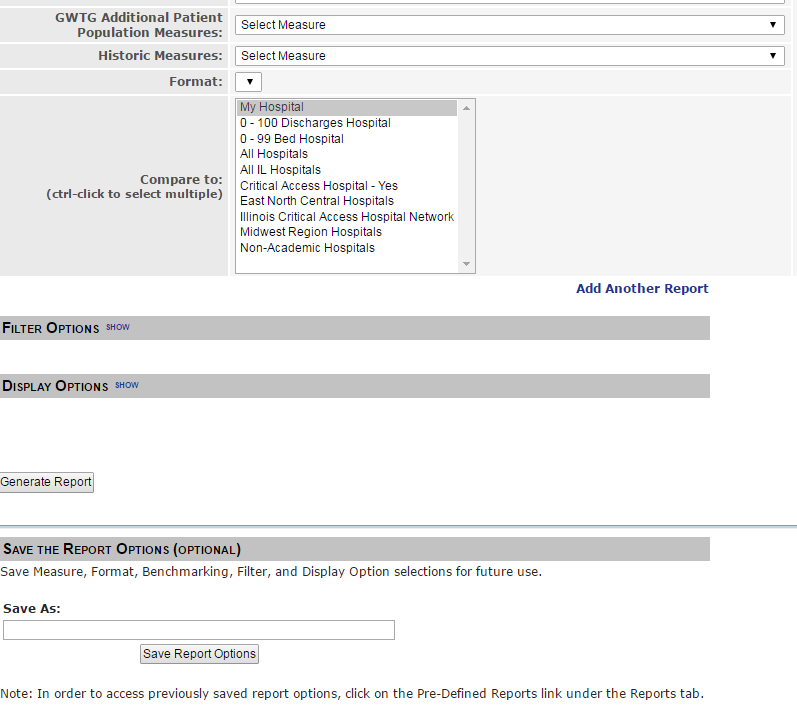 GWTG Additional Patient
Population Measures:
Select Measure
Historic Measures:
Select Measure
Format:
Compare to:
(ctrl-click to select multiple)
My Hospital
0 - 100 Discharges Hospital
0 - 99 Bed Hospital
All Hospitals
All IL Hospitals
Critical Access Hospital - Yes
East North Central Hospitals
Illinois Critical Access Hospital Network
Midwest Region Hospitals
Non-Academic Hospitals
Add Another Report
FILTER OPTIONS SHOW
DISPLAY OPTIONS SHOW
Generate Report
SAVE THE REPORT OPTIONS (OPTIONAL)
Save Measure, Format, Benchmarking, Filter, and Display Option selections for future use.
Save As:
Save Report Options
Note: In order to access previously saved report options, click on the Pre-Defined Reports link under the Reports tab.